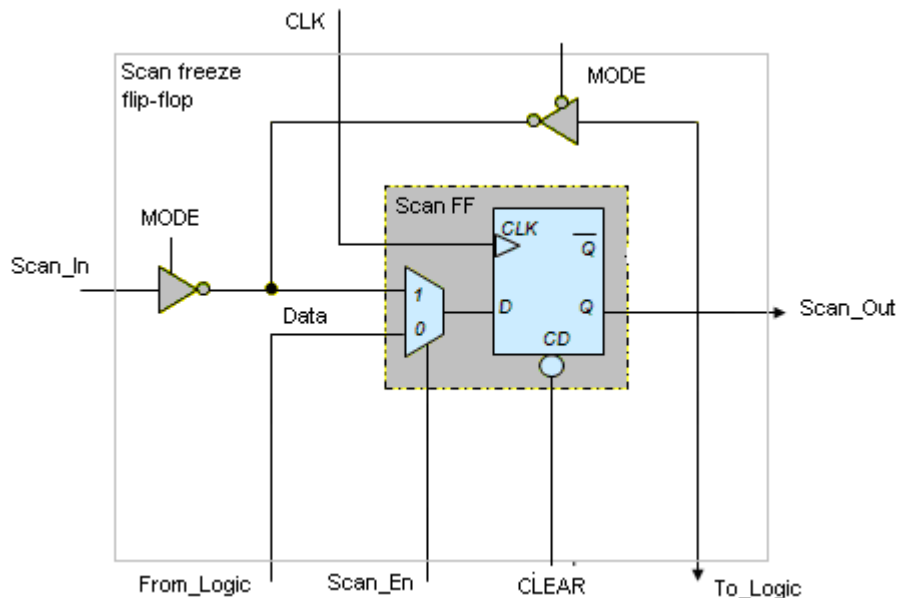 CLK
Scan freeze
flip-flop
MODE
Scan FF
CLK
Q
MODE
Scan_In
1
Data
0
D
Q
Scan_Out
CD
From_Logic
Scan_En
CLEAR
To_Logic